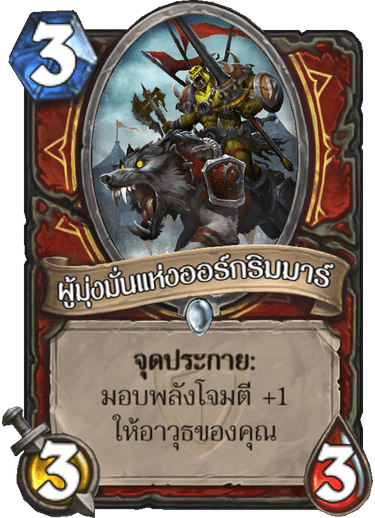 3
ผู้มุ่งมั่นแห่งออร์กริมมาร์
จุดประกาย:
มอบพลังโจมตี +1
ให้อาวุธของคุณ
3
3